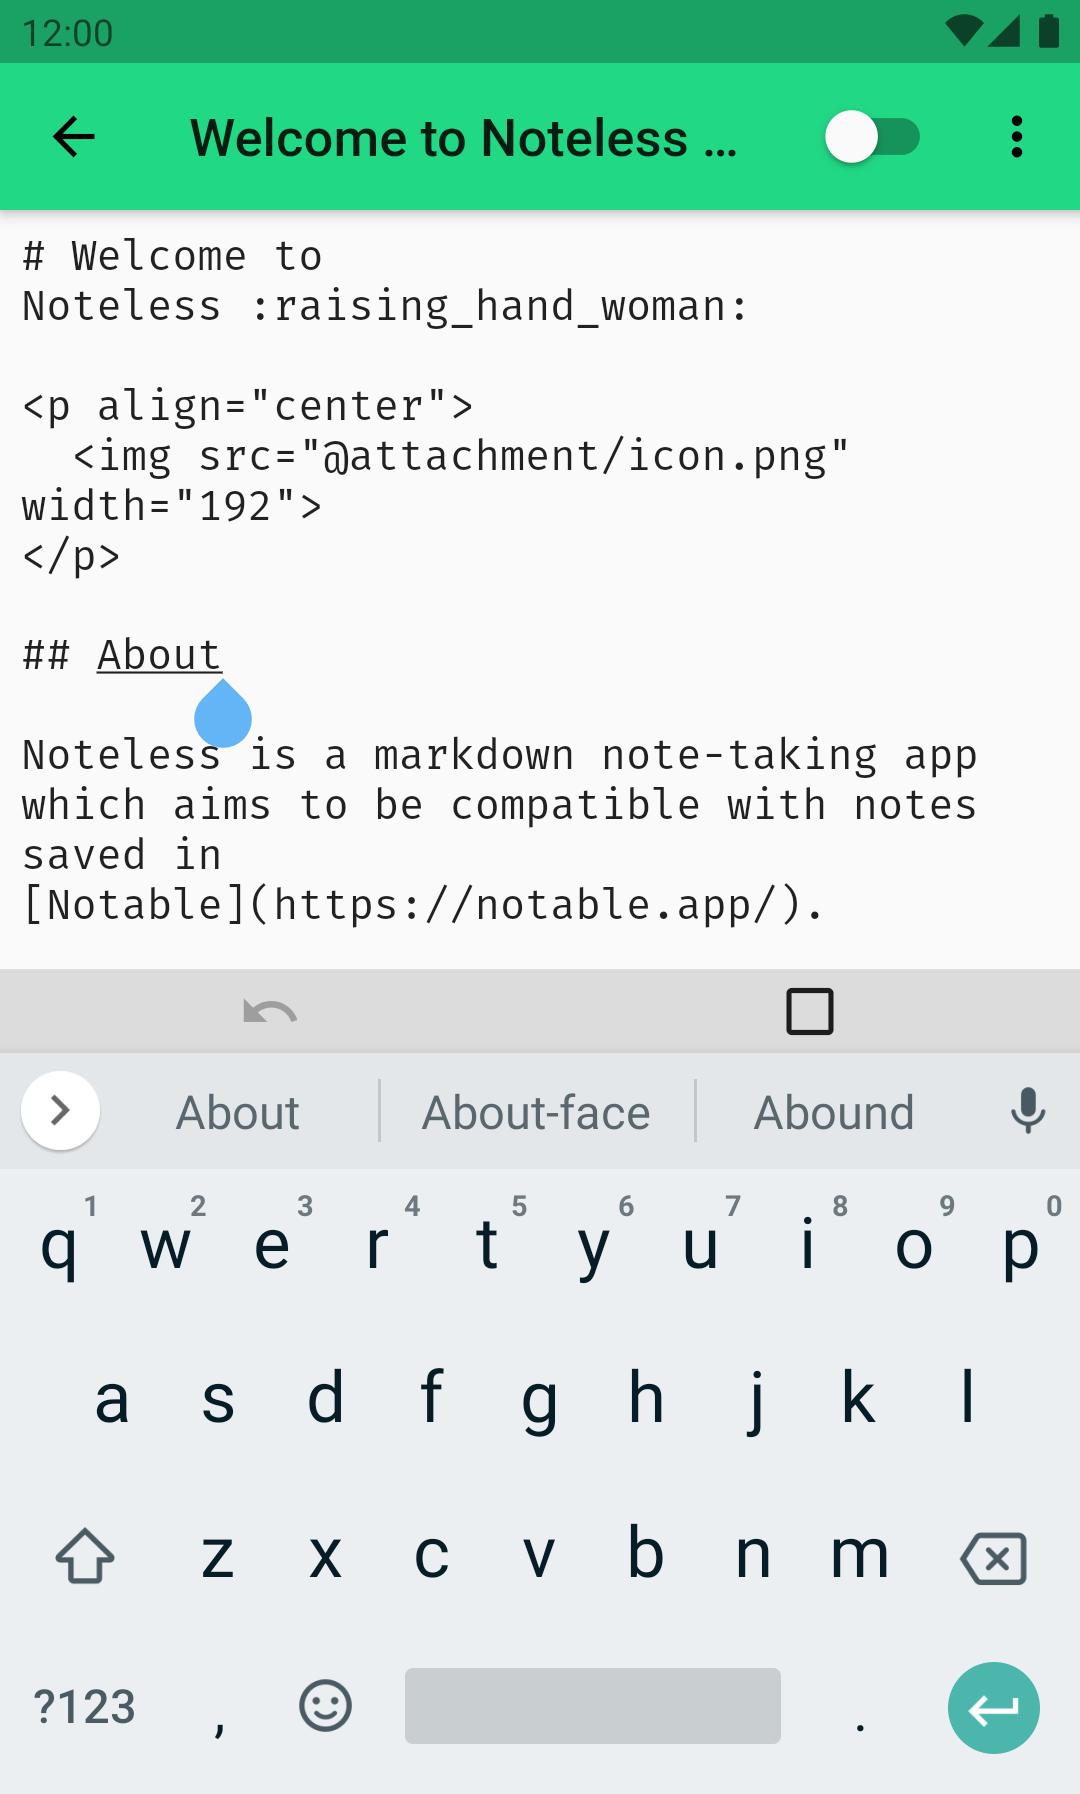 12:00
Welcome to Noteless ...
# Welcome to
Noteless :raising_hand_woman:
<p align="center">
<img src="@attachment/icon.png"
width="192">
</p>
## About
Noteless is a markdown note-taking app
which aims to be compatible with notes
saved in
[Notable](https://notable.app/).
About About-face Abound
1 2 3 4 5 6 7 8 9 0
q w e r t y u i o p
a s d f g h j k l
z x c v b n m
?123 , .